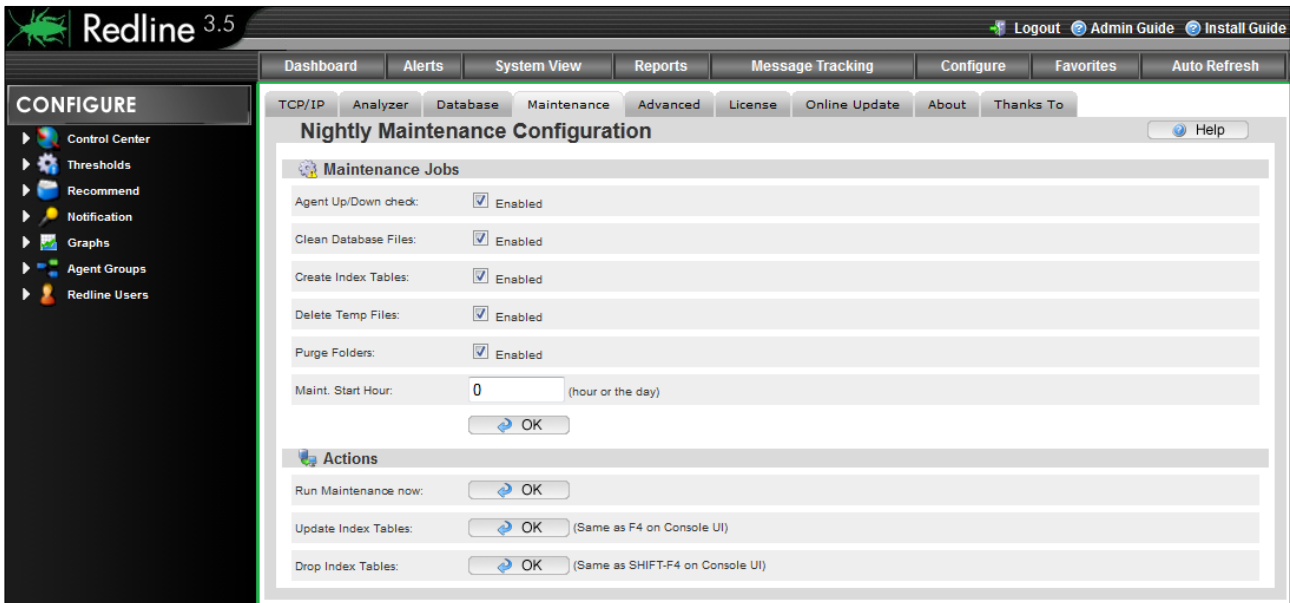 Redline 3.5
Logout Admin Guide Install Guide
Dashboard Alerts System View Reports Message Tracking Configure Favorites Auto Refresh
CONFIGURE
Control Center
Thresholds
Recommend
Notification
Graphs
Agent Groups
Redline Users
TCP/IP Analyzer Database Maintenance Advanced License Online Update About Thanks To
Nightly Maintenance Configuration
Help
Maintenance Jobs
Agent Up/Down check: Enabled
Clean Database Files: Enabled
Create Index Tables: Enabled
Delete Temp Files: Enabled
Purge Folders: Enabled
Maint. Start Hour: 0 (hour or the day)
OK
Actions
Run Maintenance now: OK
Update Index Tables: OK (Same as F4 on Console UI)
Drop Index Tables: OK (Same as SHIFT-F4 on Console UI)